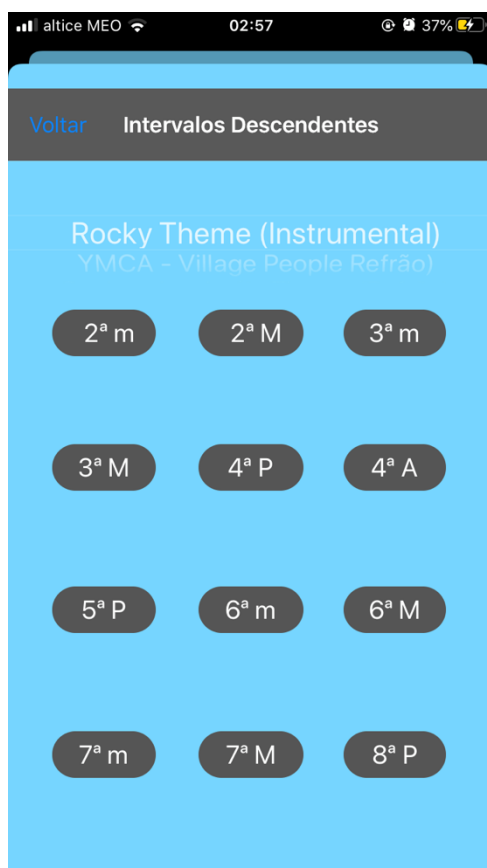 altice MEO 02:57 37%
Voltar Intervalos Descendentes
Rocky Theme (Instrumental)
YMCA - Village People Refrão)
2ª m 2ª M 3ª m
3ª M 4ª P 4ª A
5ª P 6ª m 6ª M
7ª m 7ª M 8ª P